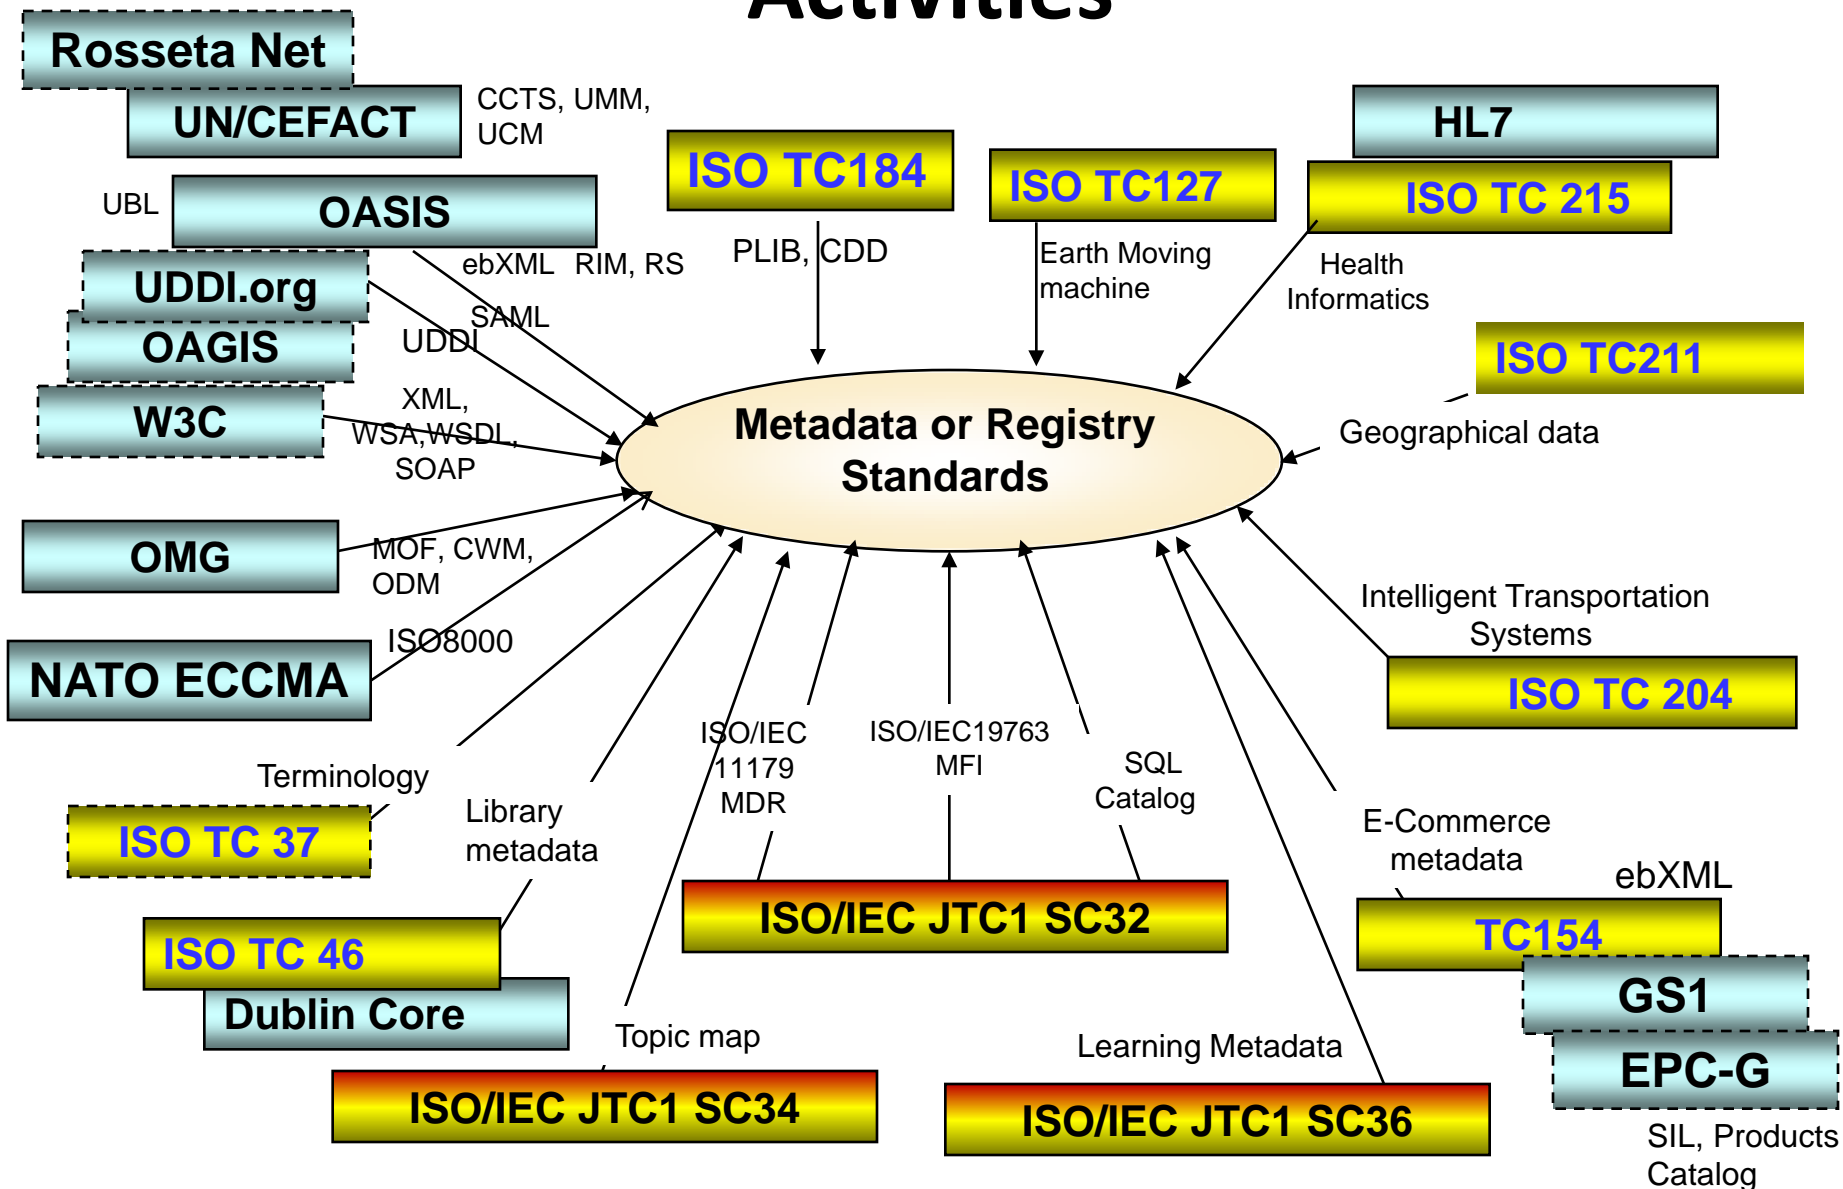 Activities
Rosseta Net
UN/CEFACT
CCTS, UMM,
UCM
HL7
ISO TC184
ISO TC127
ISO TC 215
UBL
OASIS
ebXML RIM, RS
PLIB, CDD
Earth Moving
machine
Health
Informatics
UDDI.org
SAML
UDDI
OAGIS
ISO TC211
W3C
XML,
WSA,WSDL,
SOAP
Metadata or Registry
Standards
Geographical data
OMG
MOF, CWM,
ODM
Intelligent Transportation
Systems
ISO8000
NATO ECCMA
ISO TC 204
ISO/IEC
11179
MDR
ISO/IEC19763
MFI
SQL
Catalog
Terminology
ISO TC 37
Library
metadata
E-Commerce
metadata
ebXML
ISO/IEC JTC1 SC32
TC154
ISO TC 46
Dublin Core
GS1
Topic map
Learning Metadata
EPC-G
ISO/IEC JTC1 SC34
ISO/IEC JTC1 SC36
SIL, Products
Catalog